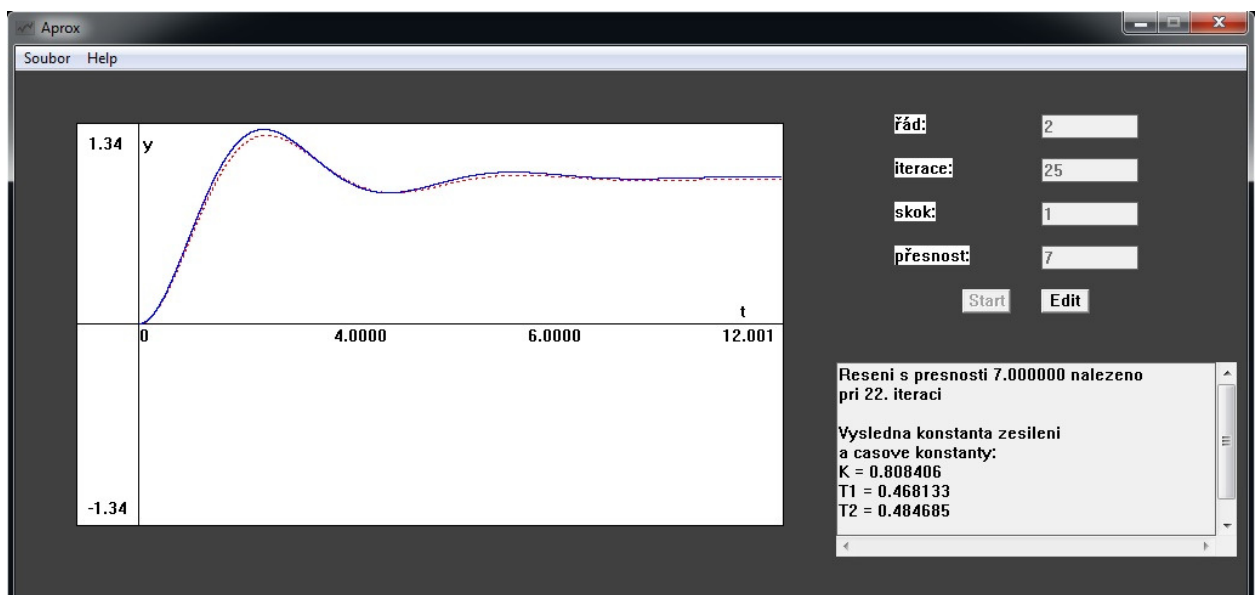 Aprox
Soubor Help
1.34 y
t
0 4.0000 6.0000 12.001
-1.34
řád: 2
iterace: 25
skok: 1
přesnost: 7
Start Edit
Reseni s presnosti 7.000000 nalezeno
pri 22. iteraci
Vysledna konstanta zesileni
a casove konstanty:
K = 0.808406
T1 = 0.468133
T2 = 0.484685